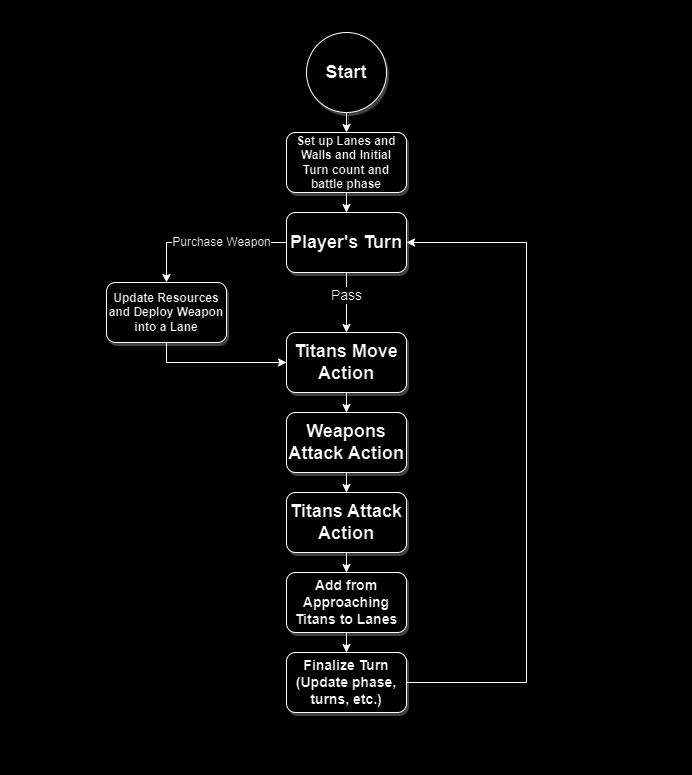 Start
Set up Lanes and
Walls and Initial
Turn count and
battle phase
Player's Turn
Purchase Weapon
Pass
Update Resources
and Deploy Weapon
into a Lane
Titans Move
Action
Weapons
Attack Action
Titans Attack
Action
Add from
Approaching
Titans to Lanes
Finalize Turn
(Update phase,
turns, etc.)